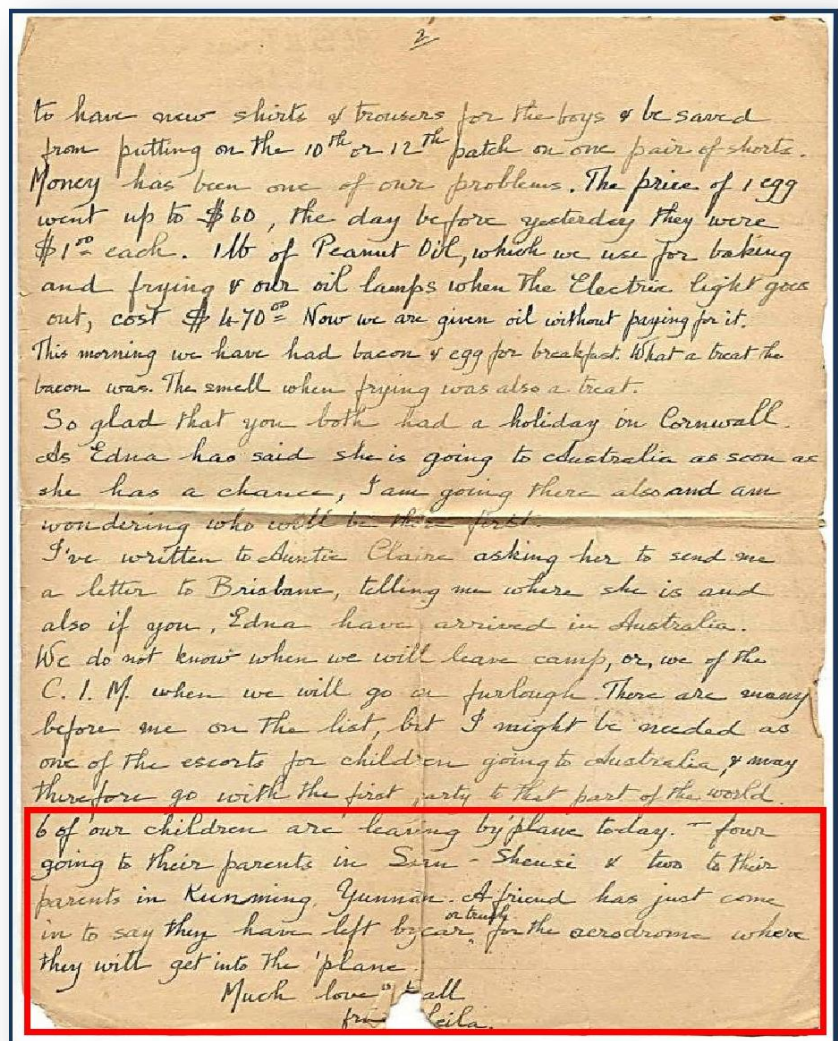 2
to have new shirts & trousers for the boys & be saved
from putting on the 10th or 12th patch on one pair of shorts.
Money has been one of our problems. The price of 1 egg
went up to $60, the day before yesterday they were
$1.00 each. 1lb of Peanut Oil, which we use for baking
and frying & our oil lamps when the Electric light goes
out, cost $470.00 Now we are given oil without paying for it.
This morning we have had bacon & egg for breakfast. What a treat the
bacon was. The smell when frying was also a treat.
So glad that you both had a holiday in Cornwall.
As Edna has said she is going to Australia as soon as
she has a chance, I am going there also and am
wondering who will be there first.
I've written to Auntie Claire asking her to send me
a letter to Brisbane, telling me where she is and
also if you, Edna have arrived in Australia.
We do not know when we will leave camp, or, we of the
C. I. M. when we will go on furlough. There are many
before me on the list, but I might be needed as
one of the escorts for children going to Australia, & may
therefore go with the first party to that part of the world.
6 of our children are leaving by 'plane today. - four
going to their parents in - Shensi & two to their
parents in Kunming, Yunnan. A friend has just come
in to say they have left by car or truck for the aerodrome where
they will get into the 'plane.
Much love to all
from Leila.